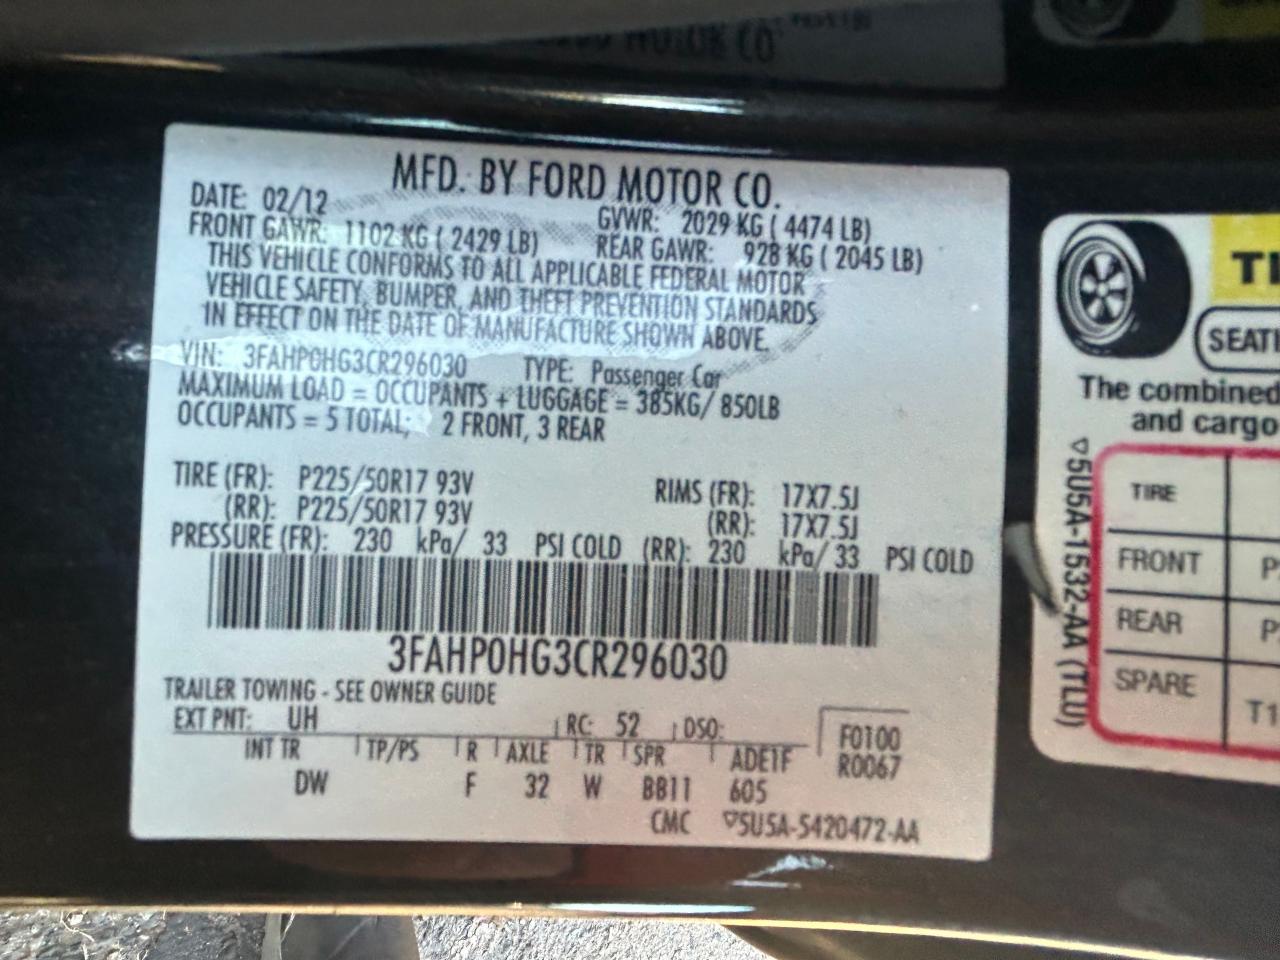 MOTOR CO.
MFD. BY FORD MOTOR CO.
DATE: 02/12 GVWR: 2029 KG ( 4474 LB)
FRONT GAWR: 1102 KG ( 2429 LB) REAR GAWR: 928 KG ( 2045 LB)
THIS VEHICLE CONFORMS TO ALL APPLICABLE FEDERAL MOTOR
VEHICLE SAFETY, BUMPER, AND THEFT PREVENTION STANDARDS
IN EFFECT ON THE DATE OF MANUFACTURE SHOWN ABOVE.
VIN: 3FAHP0HG3CR296030 TYPE: Passenger Car
MAXIMUM LOAD = OCCUPANTS + LUGGAGE = 385KG/ 850LB
OCCUPANTS = 5 TOTAL; 2 FRONT, 3 REAR
TIRE (FR): P225/50R17 93V RIMS (FR): 17X7.5J
(RR): P225/50R17 93V (RR): 17X7.5J
PRESSURE (FR): 230 kPa/ 33 PSI COLD (RR): 230 kPa/ 33 PSI COLD
3FAHP0HG3CR296030
TRAILER TOWING - SEE OWNER GUIDE
EXT PNT: UH RC: 52 DSO: F0100
INT TR TP/PS R AXLE TR SPR ADE1F R0067
DW F 32 W BB11 605
CMC ▽5U5A-5420472-AA
TI
SEATI
The combined
and cargo
▽5U5A-1532-AA (TLU)
TIRE
FRONT P
REAR P
SPARE T1